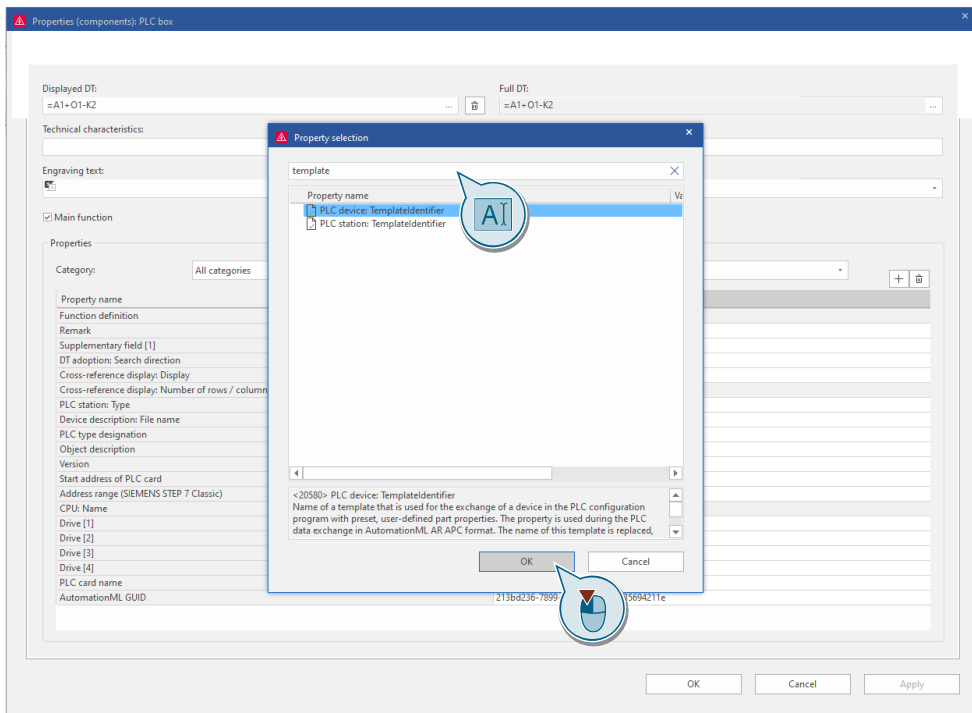 Properties (components): PLC box
Displayed DT:
Full DT:
=A1+O1-K2
...
=A1+O1-K2
...
Technical characteristics:
Property selection
Engraving text:
template
Property name
Va
PLC device: TemplateIdentifier
PLC station: TemplateIdentifier
A
Main function
Properties
Category:
All categories
Property name
Function definition
Remark
Supplementary field [1]
DT adoption: Search direction
Cross-reference display: Display
Cross-reference display: Number of rows / column
PLC station: Type
Device description: File name
PLC type designation
Object description
Version
Start address of PLC card
Address range (SIEMENS STEP 7 Classic)
CPU: Name
Drive [1]
Drive [2]
Drive [3]
Drive [4]
PLC card name
AutomationML GUID
<20580> PLC device: TemplateIdentifier
Name of a template that is used for the exchange of a device in the PLC configuration
program with preset, user-defined part properties. The property is used during the PLC
data exchange in AutomationML AR APC format. The name of this template is replaced,
OK
Cancel
213bd236-7899
5694211e
OK
Cancel
Apply